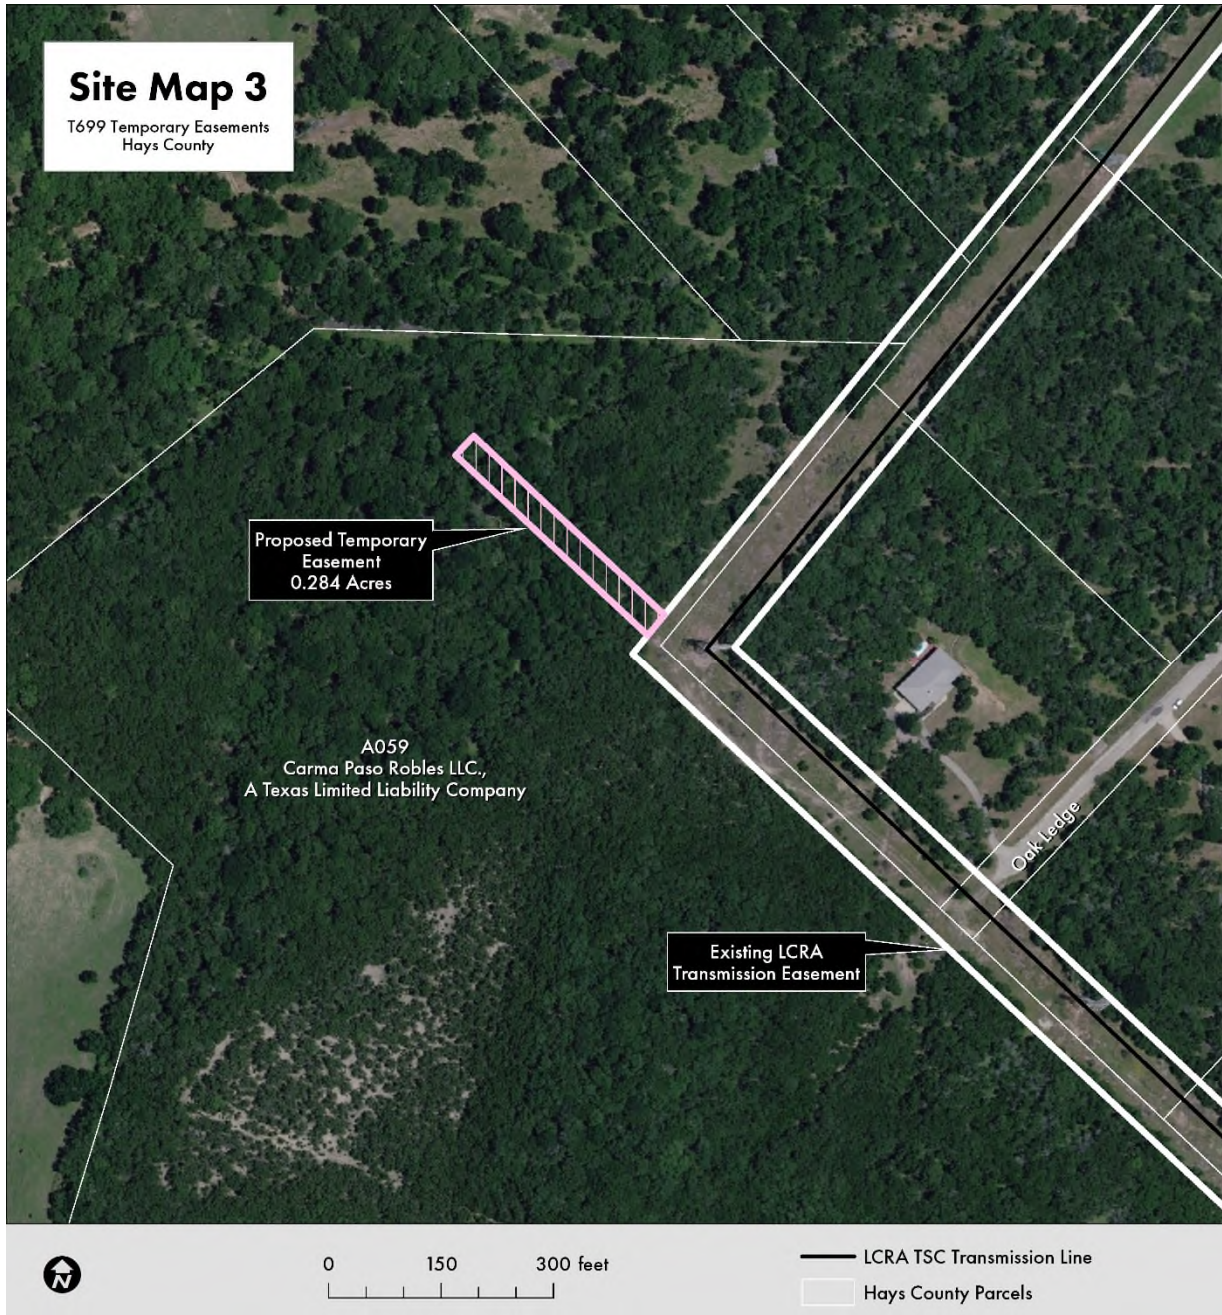 Site Map 3
T699 Temporary Easements
Hays County
Proposed Temporary
Easement
0.284 Acres
A059
Carma Paso Robles LLC.,
A Texas Limited Liability Company
Oak Ledge
Existing LCRA
Transmission Easement
N
0 150 300 feet
LCRA TSC Transmission Line
Hays County Parcels